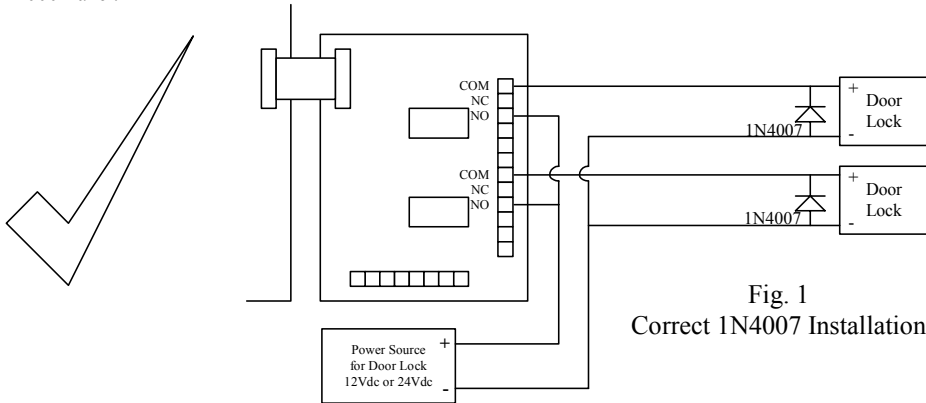 COM
NC
NO
COM
NC
NO
1N4007
+
Door
Lock
-
1N4007
+
Door
Lock
-
Power Source
for Door Lock
12Vdc or 24Vdc
+
-
Fig. 1
Correct 1N4007 Installation